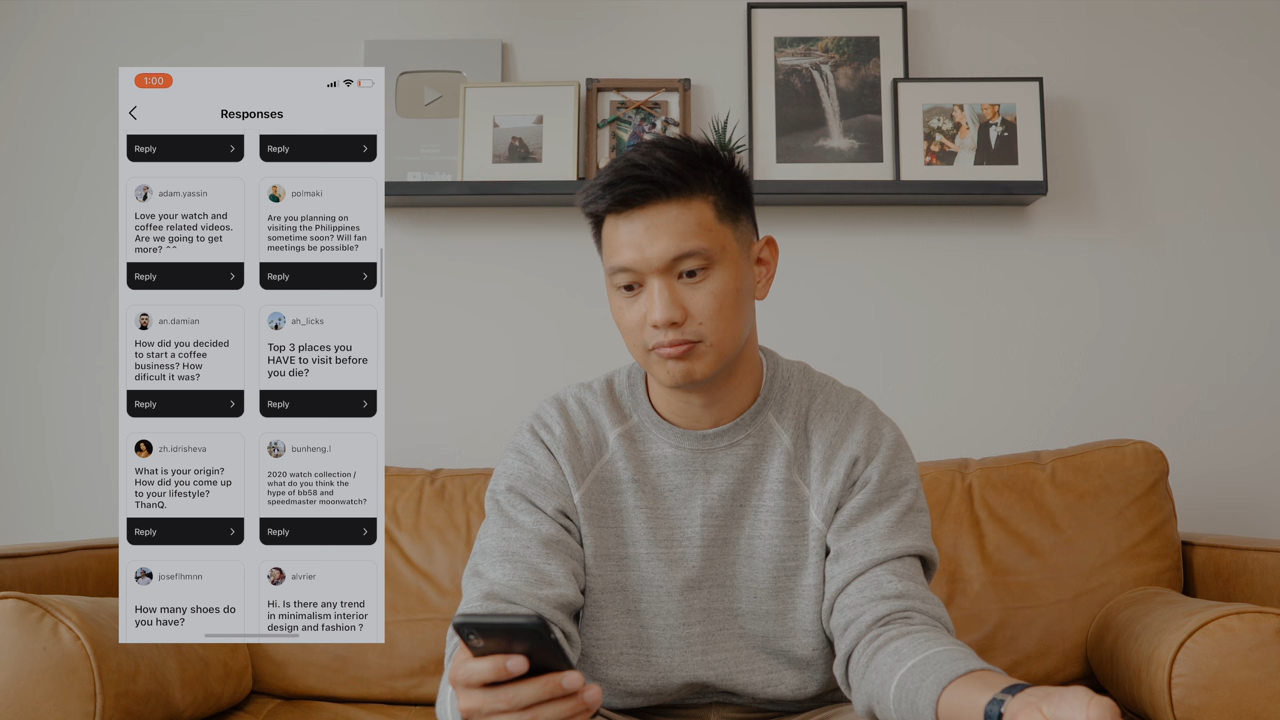 1:00
Responses
Reply
Reply
adam.yassin
Love your watch and
coffee related videos.
Are we going to get
more? ^^
Reply
polmaki
Are you planning on
visiting the Philippines
sometime soon? Will fan
meetings be possible?
Reply
an.damian
How did you decided
to start a coffee
business? How
dificult it was?
Reply
ah_licks
Top 3 places you
HAVE to visit before
you die?
Reply
zh.idrisheva
What is your origin?
How did you come up
to your lifestyle?
ThanQ.
Reply
bunheng.l
2020 watch collection /
what do you think the
hype of bb58 and
speedmaster moonwatch?
Reply
joseflhmnn
How many shoes do
you have?
alvrier
Hi. Is there any trend
in minimalism interior
design and fashion ?
YouTube